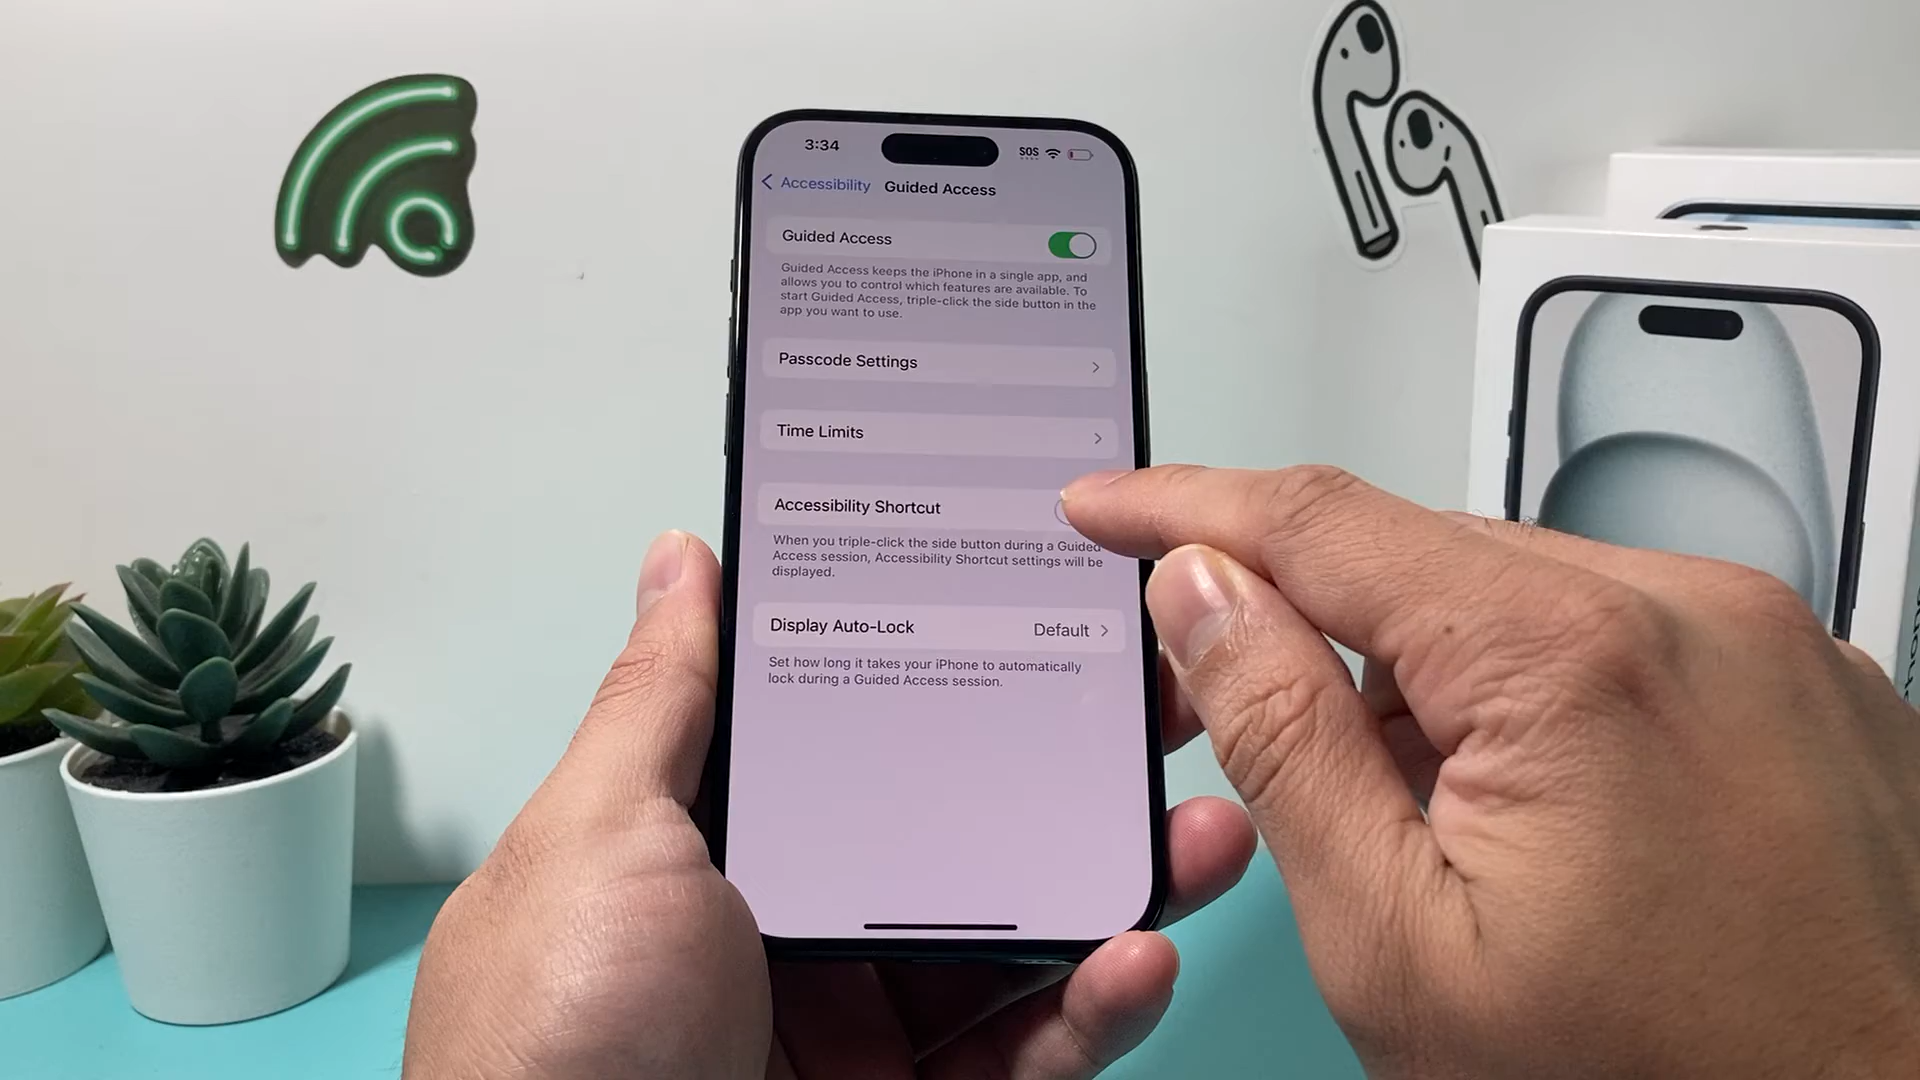 3:34
SOS
Accessibility
Guided Access
Guided Access
Guided Access keeps the iPhone in a single app, and
allows you to control which features are available. To
start Guided Access, triple-click the side button in the
app you want to use.
Passcode Settings
Time Limits
Accessibility Shortcut
When you triple-click the side button during a Guided
Access session, Accessibility Shortcut settings will be
displayed.
Display Auto-Lock
Default
Set how long it takes your iPhone to automatically
lock during a Guided Access session.